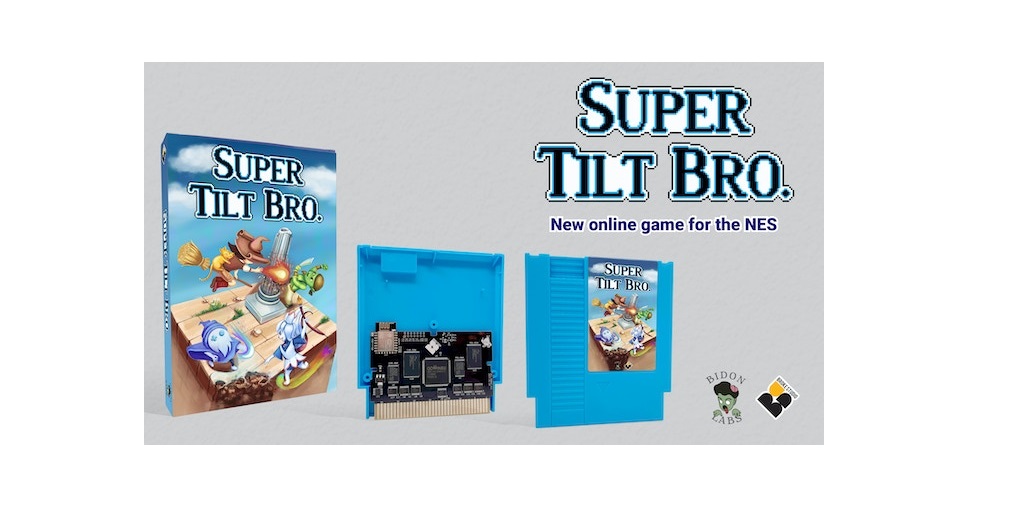 SUPER
TILT BRO.
SUPER
TILT BRO.
New online game for the NES
SUPER
TILT BRO.
BIDON
LABS